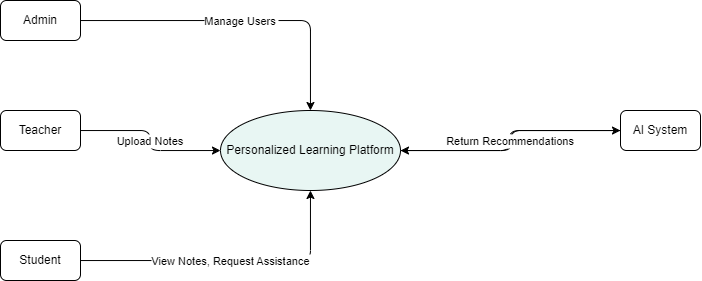 Admin
Manage Users
Teacher
Upload Notes
Personalized Learning Platform
Return Recommendations
AI System
Student
View Notes, Request Assistance